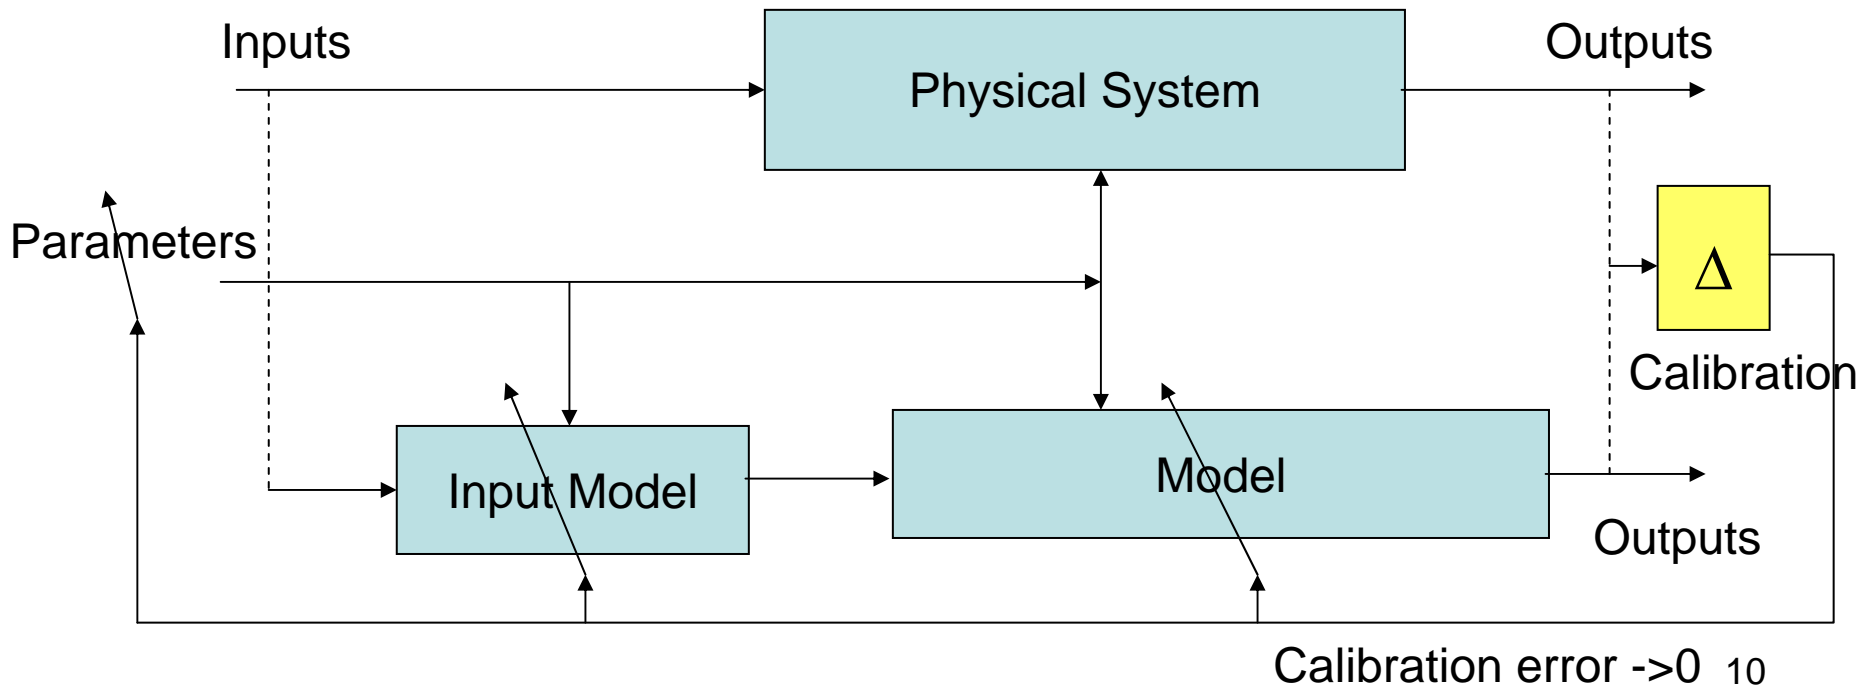 Inputs
Outputs
Physical System
Parameters
Δ
Calibration
Input Model
Model
Outputs
Calibration error ->0
10